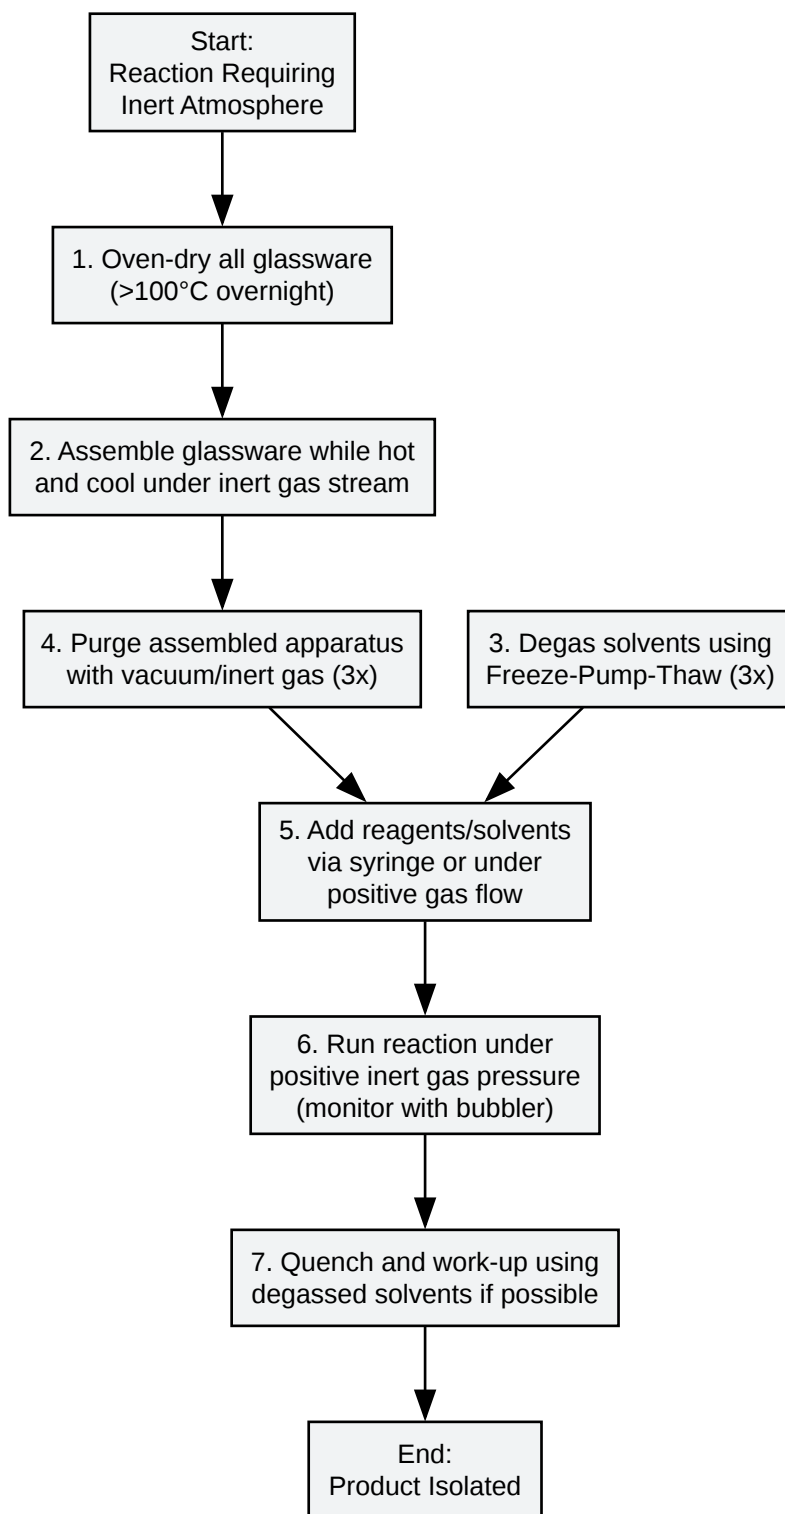 Start:
Reaction Requiring
Inert Atmosphere
1. Oven-dry all glassware
(>100°C overnight)
2. Assemble glassware while hot
and cool under inert gas stream
4. Purge assembled apparatus
with vacuum/inert gas (3x)
3. Degas solvents using
Freeze-Pump-Thaw (3x)
5. Add reagents/solvents
via syringe or under
positive gas flow
6. Run reaction under
positive inert gas pressure
(monitor with bubbler)
7. Quench and work-up using
degassed solvents if possible
End:
Product Isolated